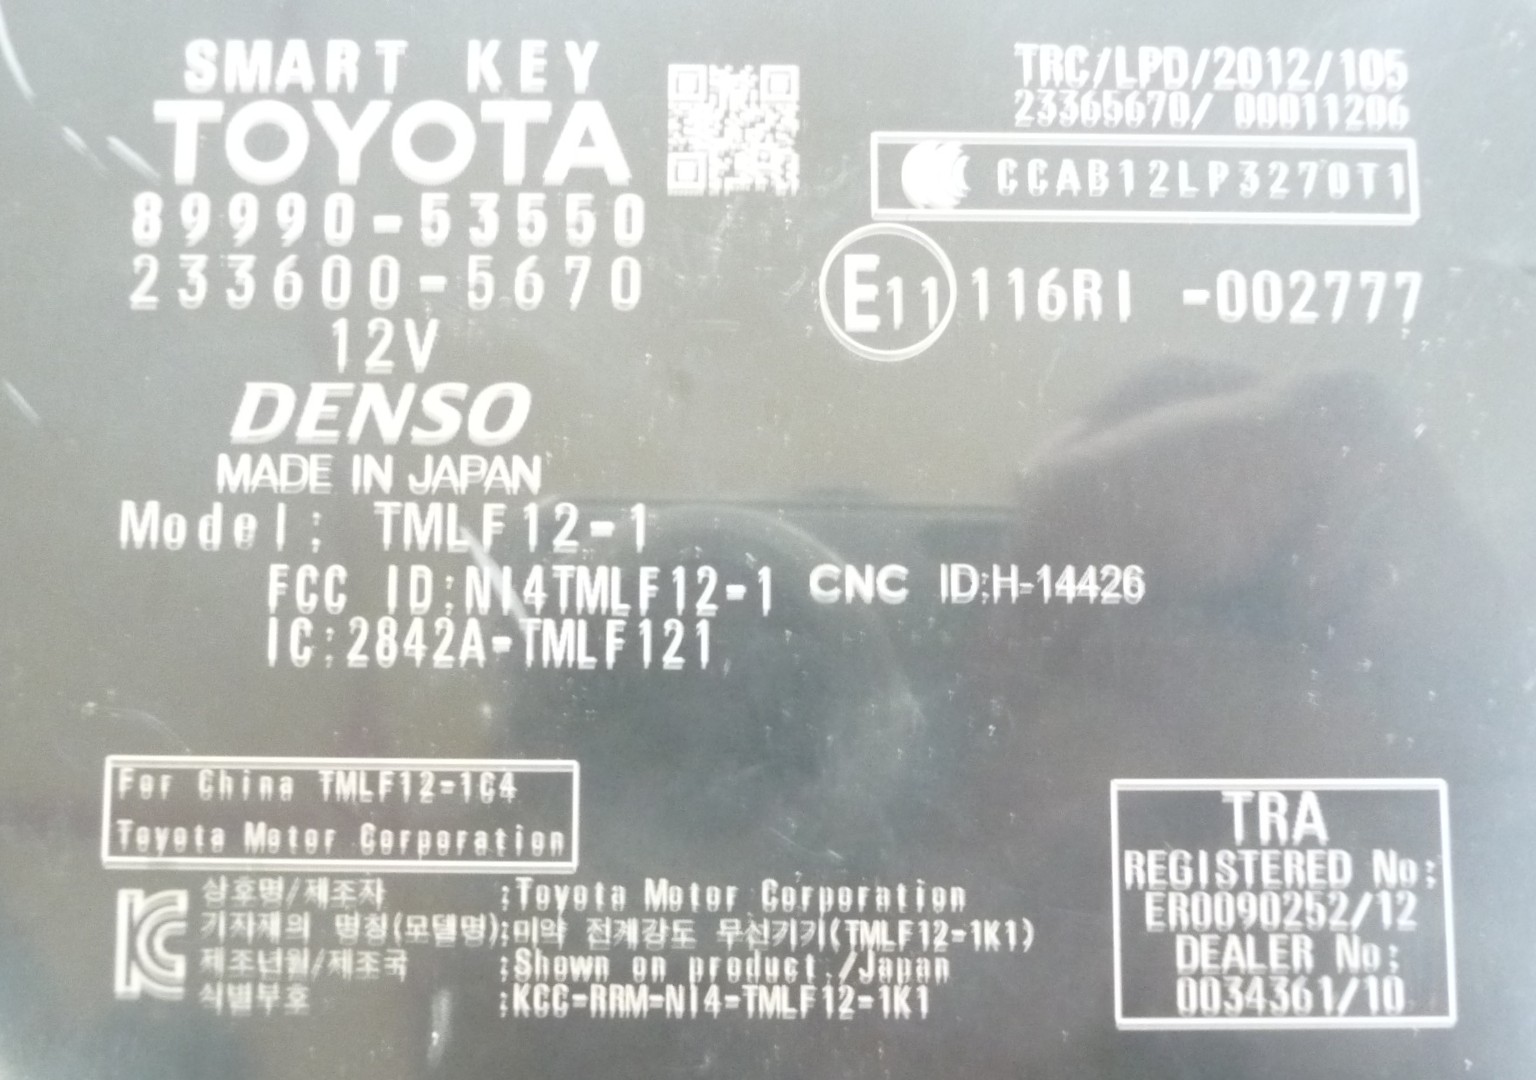 SMART KEY
TOYOTA
89990-53550
233600-5670
12V
DENSO
MADE IN JAPAN
Model: TMLF12-1
FCC ID:NI4TMLF12-1
IC:2842A-TMLF121
CNC ID:H-14426
TRC/LPD/2012/105
23365670/ 00011206
CCAB12LP3270T1
E11 116RI -002777
For China TMLF12-1C4
Toyota Motor Corporation
상호명/제조자 :Toyota Motor Corporation
기자재의 명칭(모델명):미약 전계강도 무선기기(TMLF12-1K1)
제조년월/제조국 :Shown on product./Japan
식별부호 :KCC-RRM-NI4-TMLF12-1K1
TRA
REGISTERED No:
ER0090252/12
DEALER No:
0034361/10